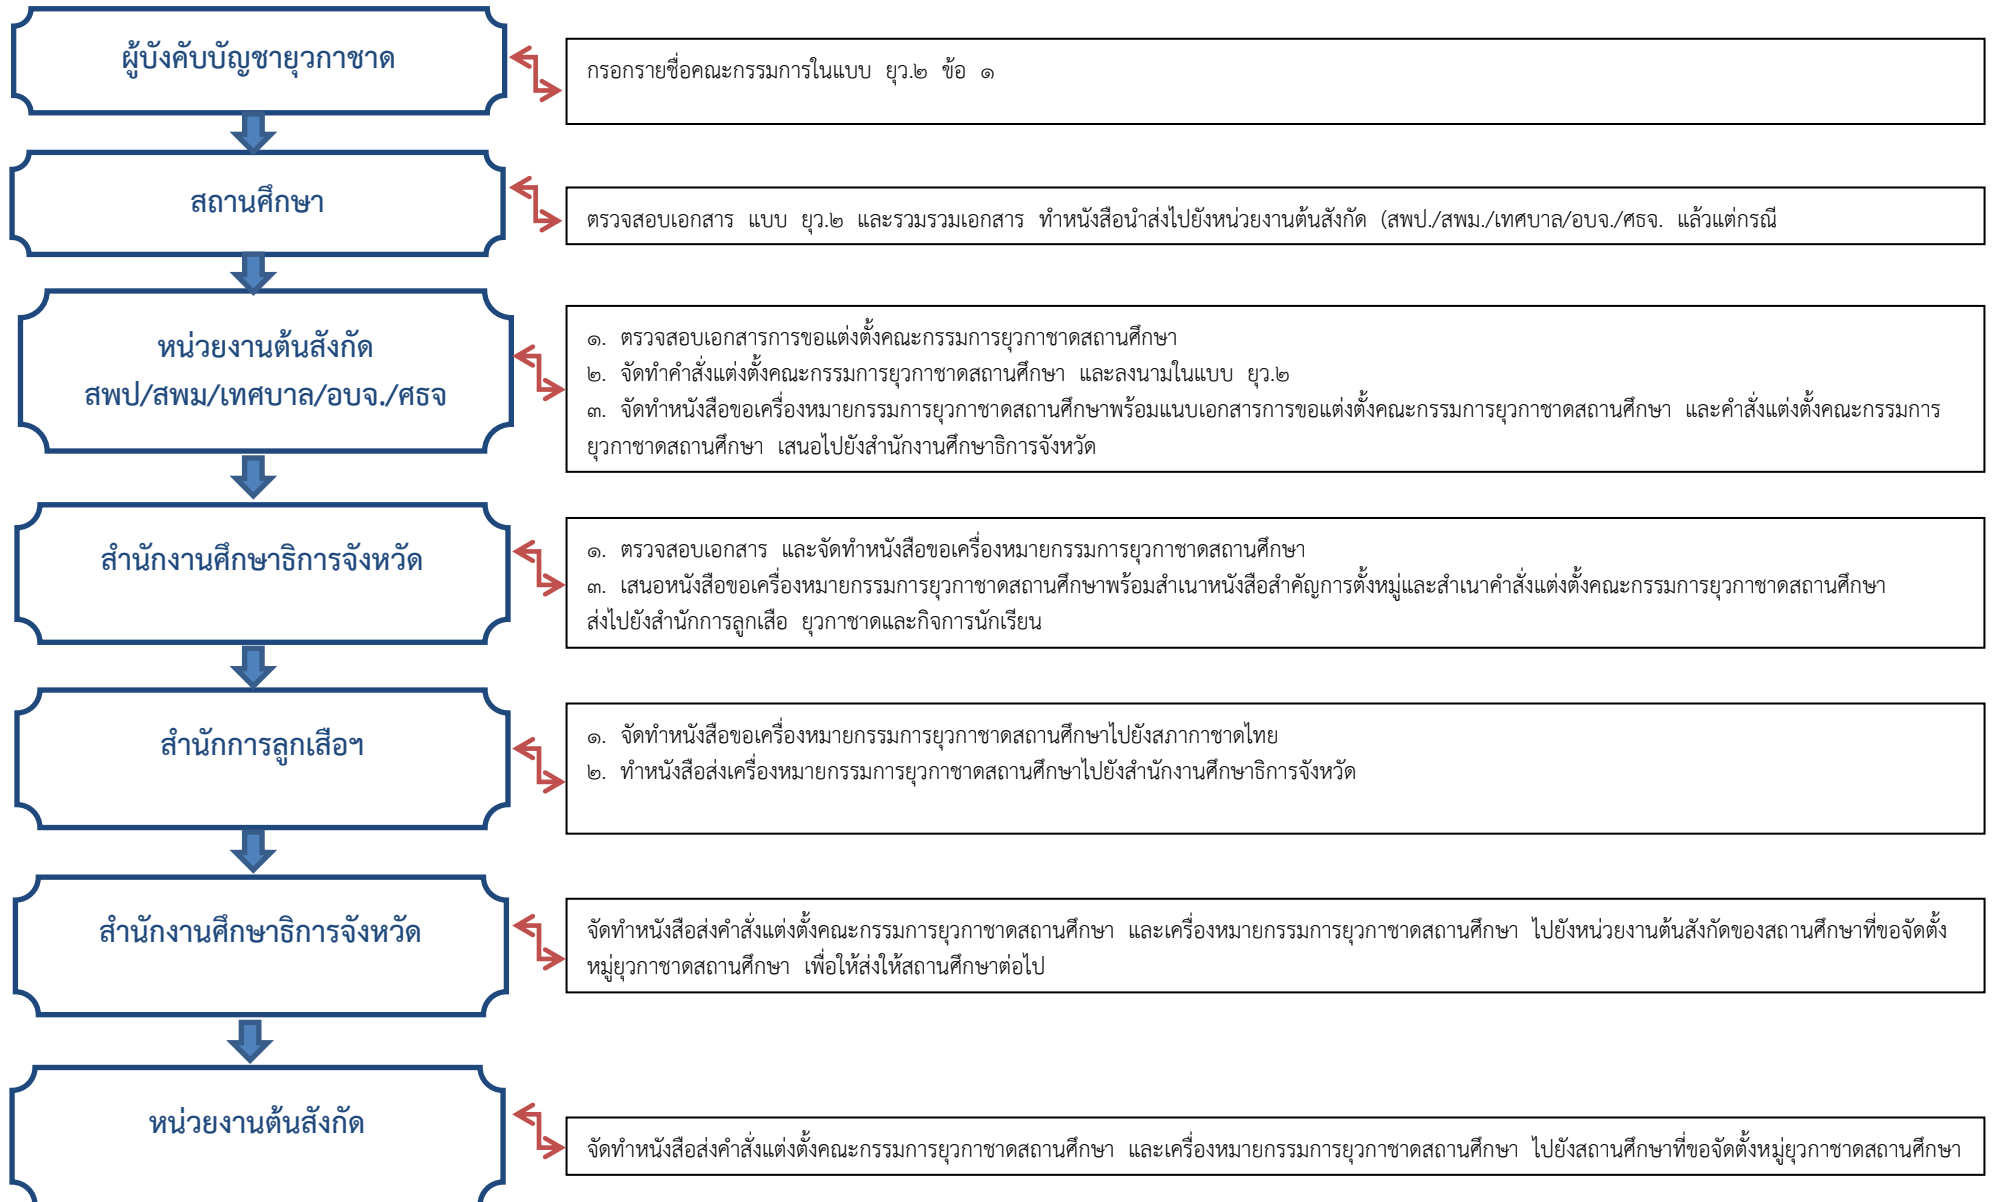 ผู้บังคับบัญชายุวกาชาด
กรอกรายชื่อคณะกรรมการในแบบ ยุว.๒ ข้อ ๑
สถานศึกษา
ตรวจสอบเอกสาร แบบ ยุว.๒ และรวมรวมเอกสาร ทำหนังสือนำส่งไปยังหน่วยงานต้นสังกัด (สพป./สพม./เทศบาล/อบจ./ศธจ. แล้วแต่กรณี
หน่วยงานต้นสังกัด
สพป/สพม/เทศบาล/อบจ./ศธจ
๑. ตรวจสอบเอกสารการขอแต่งตั้งคณะกรรมการยุวกาชาดสถานศึกษา
๒. จัดทำคำสั่งแต่งตั้งคณะกรรมการยุวกาชาดสถานศึกษา และลงนามในแบบ ยุว.๒
๓. จัดทำหนังสือขอเครื่องหมายกรรมการยุวกาชาดสถานศึกษาพร้อมแนบเอกสารการขอแต่งตั้งคณะกรรมการยุวกาชาดสถานศึกษา และคำสั่งแต่งตั้งคณะกรรมการ
ยุวกาชาดสถานศึกษา เสนอไปยังสำนักงานศึกษาธิการจังหวัด
สำนักงานศึกษาธิการจังหวัด
๑. ตรวจสอบเอกสาร และจัดทำหนังสือขอเครื่องหมายกรรมการยุวกาชาดสถานศึกษา
๓. เสนอหนังสือขอเครื่องหมายกรรมการยุวกาชาดสถานศึกษาพร้อมสำเนาหนังสือสำคัญการตั้งหมู่และสำเนาคำสั่งแต่งตั้งคณะกรรมการยุวกาชาดสถานศึกษา
ส่งไปยังสำนักการลูกเสือ ยุวกาชาดและกิจการนักเรียน
สำนักการลูกเสือฯ
๑. จัดทำหนังสือขอเครื่องหมายกรรมการยุวกาชาดสถานศึกษาไปยังสภากาชาดไทย
๒. ทำหนังสือส่งเครื่องหมายกรรมการยุวกาชาดสถานศึกษาไปยังสำนักงานศึกษาธิการจังหวัด
สำนักงานศึกษาธิการจังหวัด
จัดทำหนังสือส่งคำสั่งแต่งตั้งคณะกรรมการยุวกาชาดสถานศึกษา และเครื่องหมายกรรมการยุวกาชาดสถานศึกษา ไปยังหน่วยงานต้นสังกัดของสถานศึกษาที่ขอจัดตั้ง
หมู่ยุวกาชาดสถานศึกษา เพื่อให้ส่งให้สถานศึกษาต่อไป
หน่วยงานต้นสังกัด
จัดทำหนังสือส่งคำสั่งแต่งตั้งคณะกรรมการยุวกาชาดสถานศึกษา และเครื่องหมายกรรมการยุวกาชาดสถานศึกษา ไปยังสถานศึกษาที่ขอจัดตั้งหมู่ยุวกาชาดสถานศึกษา